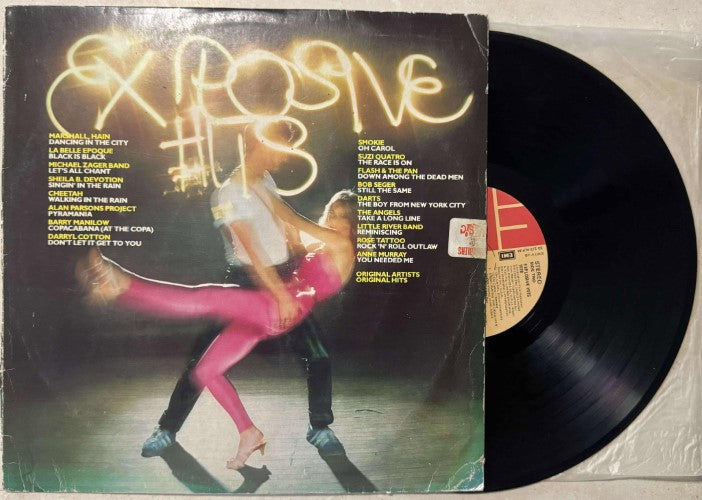 EXPLOSIVE
HITS
MARSHALL, HAIN
DANCING IN THE CITY
LA BELLE EPOQUE
BLACK IS BLACK
MICHAEL ZAGER BAND
LET'S ALL CHANT
SHEILA B. DEVOTION
SINGIN' IN THE RAIN
CHEETAH
WALKING IN THE RAIN
ALAN PARSONS PROJECT
PYRAMANIA
BARRY MANILOW
COPACABANA (AT THE COPA)
DARRYL COTTON
DON'T LET IT GET TO YOU
SMOKIE
OH CAROL
SUZI QUATRO
THE RACE IS ON
FLASH & THE PAN
DOWN AMONG THE DEAD MEN
BOB SEGER
STILL THE SAME
DARTS
THE BOY FROM NEW YORK CITY
THE ANGELS
TAKE A LONG LINE
LITTLE RIVER BAND
REMINISCING
ROSE TATTOO
ROCK 'N' ROLL OUTLAW
ANNE MURRAY
YOU NEEDED ME
ORIGINAL ARTISTS
ORIGINAL HITS
EMI
STEREO